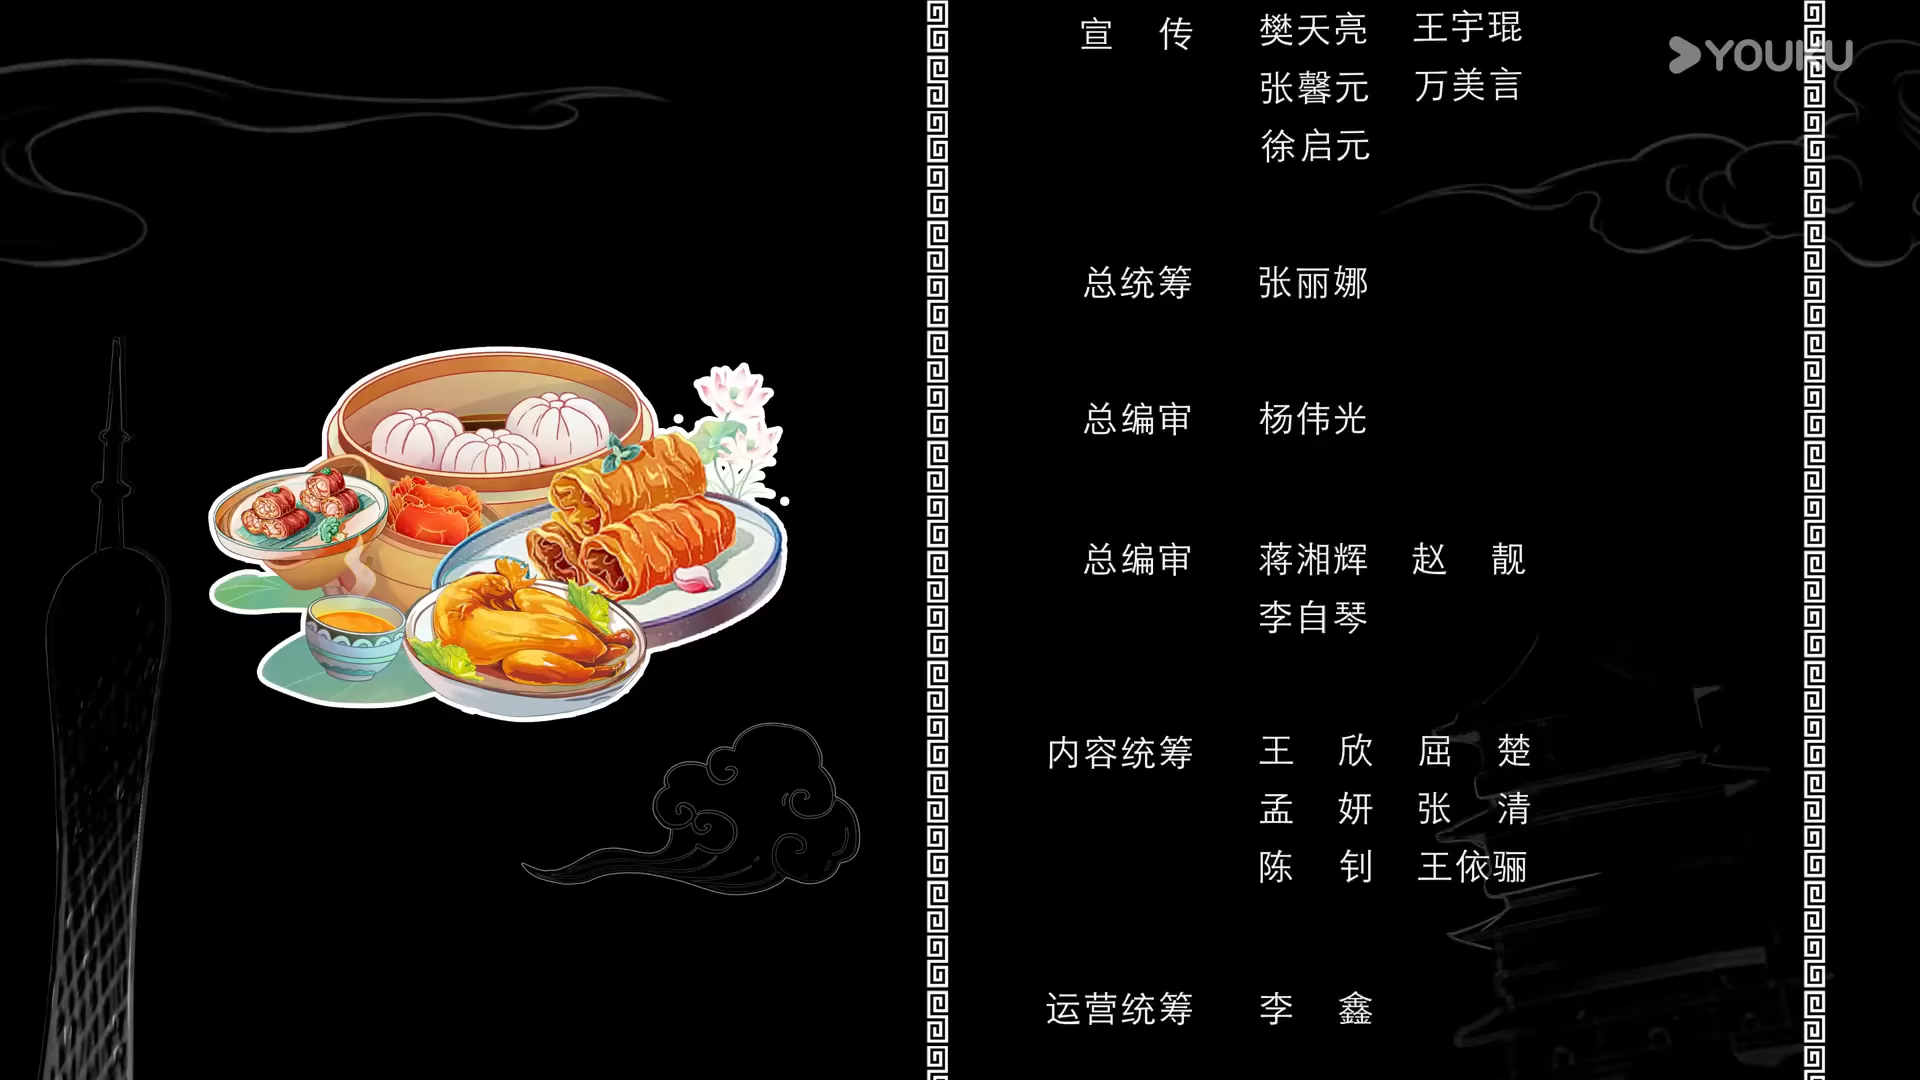 宣 传 樊天亮 王宇琨
YOUKU
张馨元 万美言
徐启元
总统筹 张丽娜
总编审 杨伟光
总编审 蒋湘辉 赵 靓
李自琴
内容统筹 王 欣 屈 楚
孟 妍 张 清
陈 钊 王依骊
运营统筹 李 鑫